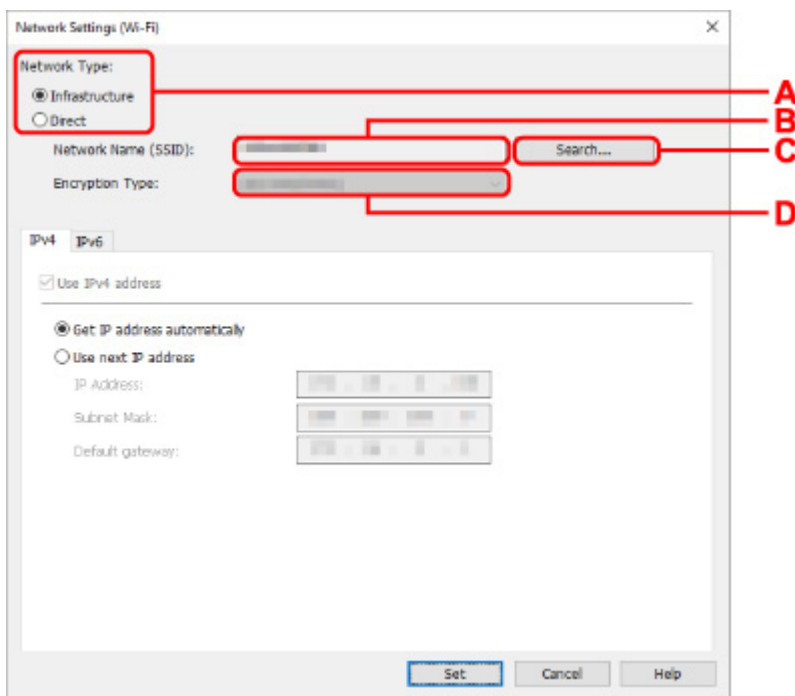 Network Settings (Wi-Fi)
Network Type:
Infrastructure
Direct
A
B
Network Name (SSID): Search... C
Encryption Type:
D
IPv4 IPv6
Use IPv4 address
Get IP address automatically
Use next IP address
IP Address:
Subnet Mask:
Default gateway:
Set Cancel Help